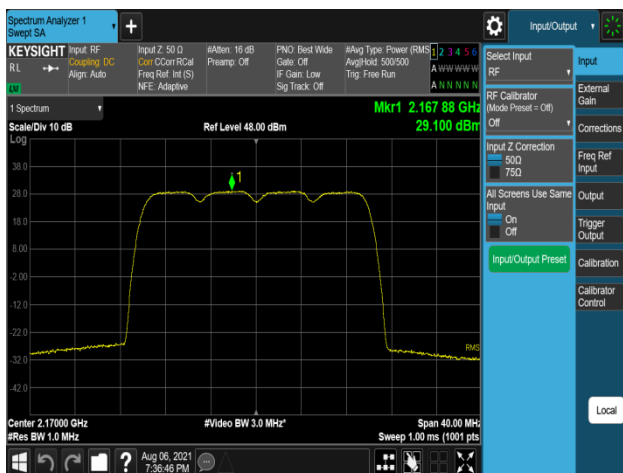 Spectrum Analyzer 1
Swept SA
+
Input/Output
KEYSIGHT
RL
LXI
Input: RF
Coupling: DC
Align: Auto
Input Z: 50 Ω
Corr CCorr RCal
Freq Ref: Int (S)
NFE: Adaptive
#Atten: 16 dB
Preamp: Off
PNO: Best Wide
Gate: Off
IF Gain: Low
Sig Track: Off
#Avg Type: Power (RMS
Avg|Hold: 500/500
Trig: Free Run
1 2 3 4 5 6
A W W W W W
A N N N N N
1 Spectrum
Scale/Div 10 dB
Ref Level 48.00 dBm
Mkr1 2.167 88 GHz
29.100 dBm
Log
38.0
28.0
18.0
8.00
-2.00
-12.0
-22.0
-32.0
-42.0
1
RMS
Center 2.17000 GHz
#Res BW 1.0 MHz
#Video BW 3.0 MHz*
Span 40.00 MHz
Sweep 1.00 ms (1001 pts
?
Aug 06, 2021
7:36:46 PM
Select Input
RF
RF Calibrator
(Mode Preset = Off)
Off
Input Z Correction
50Ω
75Ω
All Screens Use Same
Input
On
Off
Input/Output Preset
Input
External
Gain
Corrections
Freq Ref
Input
Output
Trigger
Output
Calibration
Calibrator
Control
Local